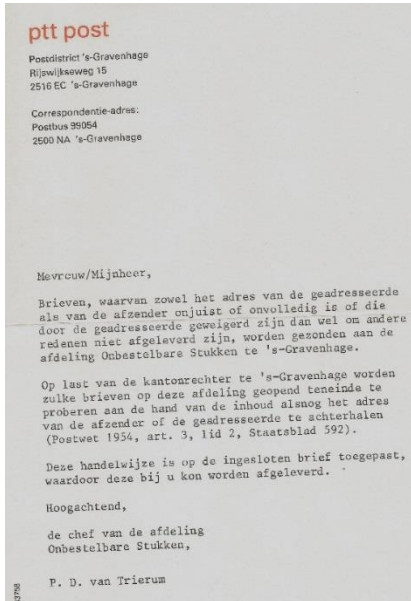 ptt post
Postdistrict 's-Gravenhage
Rijswijkseweg 15
2516 EC 's-Gravenhage
Correspondentie-adres:
Postbus 99054
2500 NA 's-Gravenhage
Mevrouw/Mijnheer,
Brieven, waarvan zowel het adres van de geadresseerde
als van de afzender onjuist of onvolledig is of die
door de geadresseerde geweigerd zijn dan wel om andere
redenen niet afgeleverd zijn, worden gezonden aan de
afdeling Onbestelbare Stukken te 's-Gravenhage.
Op last van de kantonrechter te 's-Gravenhage worden
zulke brieven op deze afdeling geopend teneinde te
proberen aan de hand van de inhoud alsnog het adres
van de afzender of de geadresseerde te achterhalen
(Postwet 1954, art. 3, lid 2, Staatsblad 592).
Deze handelwijze is op de ingesloten brief toegepast,
waardoor deze bij u kon worden afgeleverd.
Hoogachtend,
de chef van de afdeling
Onbestelbare Stukken,
P. D. van Trierum